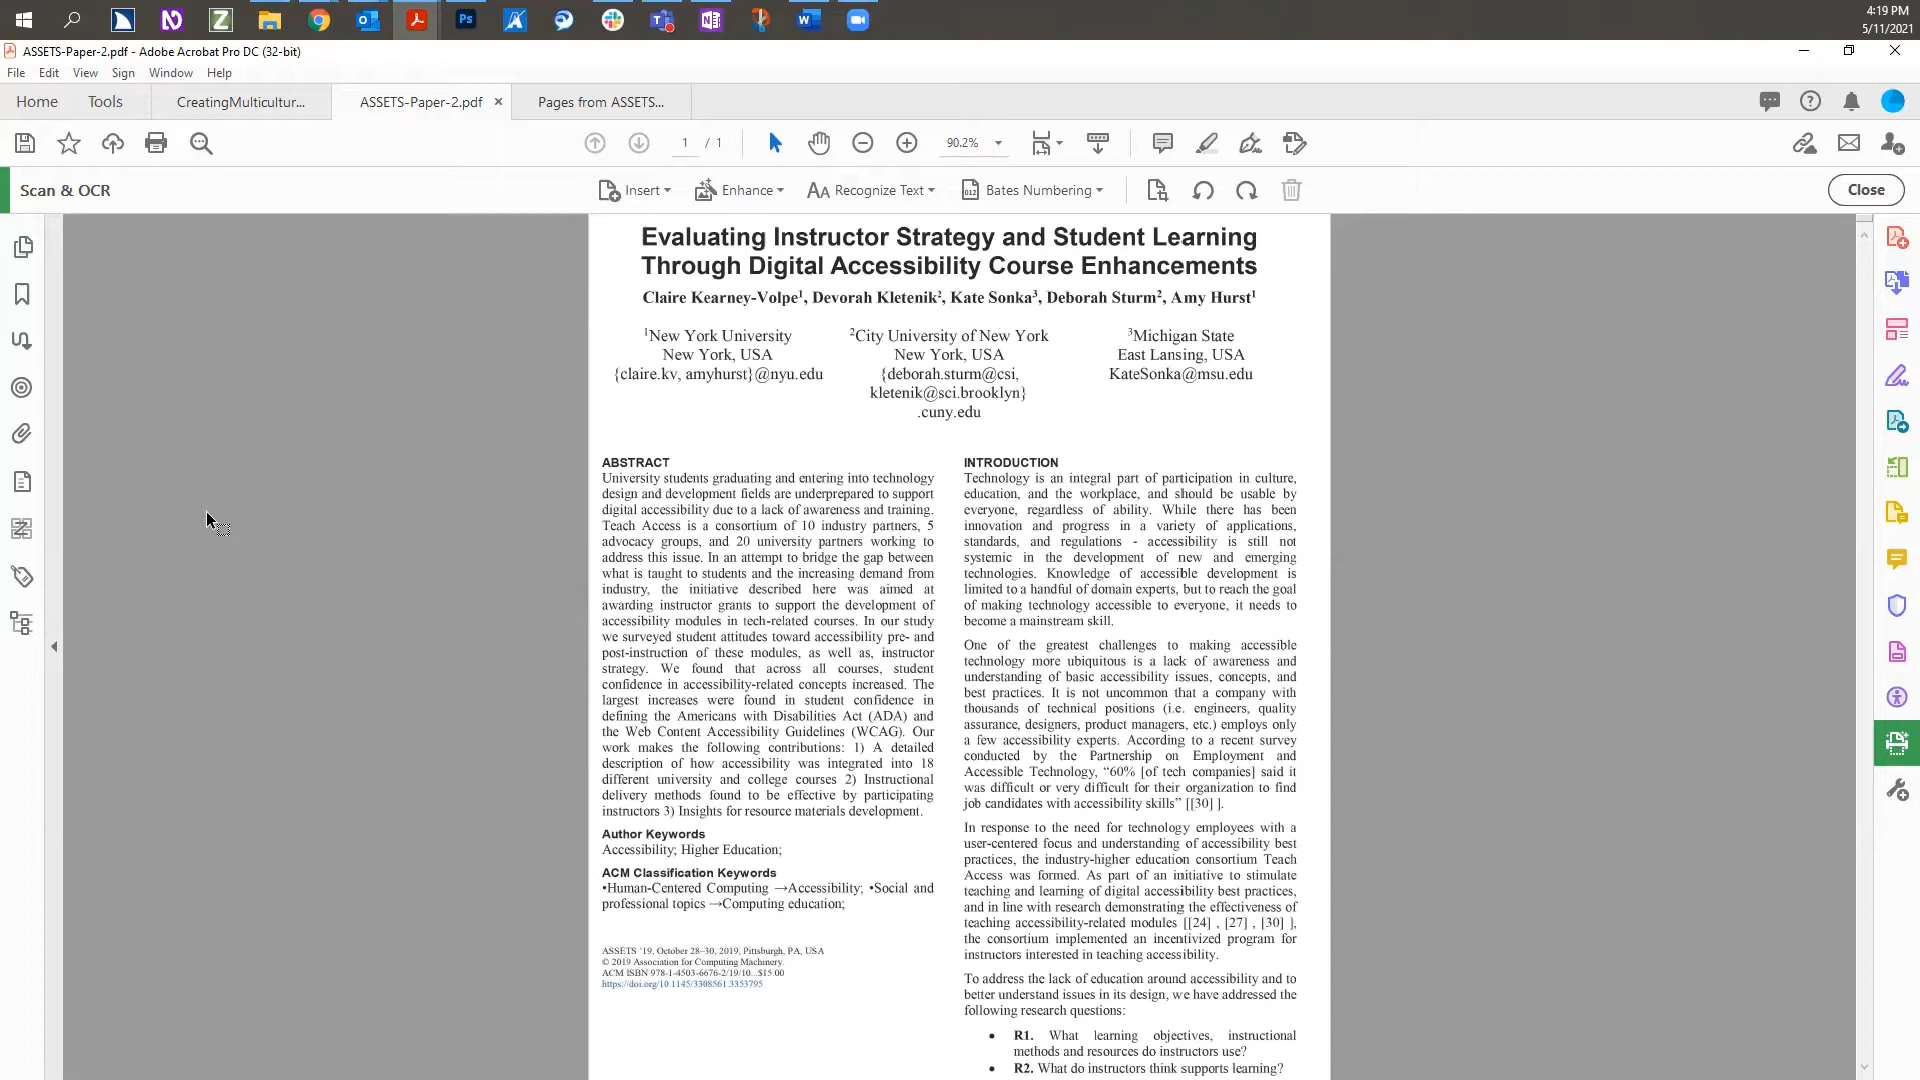 4:19 PM
5/11/2021
ASSETS-Paper-2.pdf - Adobe Acrobat Pro DC (32-bit)
File Edit View Sign Window Help
Home Tools CreatingMulticultur... ASSETS-Paper-2.pdf × Pages from ASSETS...
1 / 1 90.2%
Scan & OCR Insert Enhance Recognize Text Bates Numbering Close
Evaluating Instructor Strategy and Student Learning
Through Digital Accessibility Course Enhancements
Claire Kearney-Volpe¹, Devorah Kletenik², Kate Sonka³, Deborah Sturm², Amy Hurst¹
¹New York University
New York, USA
{claire.kv, amyhurst}@nyu.edu
²City University of New York
New York, USA
{deborah.sturm@csi,
kletenik@sci.brooklyn}
.cuny.edu
³Michigan State
East Lansing, USA
KateSonka@msu.edu
ABSTRACT
University students graduating and entering into technology
design and development fields are underprepared to support
digital accessibility due to a lack of awareness and training.
Teach Access is a consortium of 10 industry partners, 5
advocacy groups, and 20 university partners working to
address this issue. In an attempt to bridge the gap between
what is taught to students and the increasing demand from
industry, the initiative described here was aimed at
awarding instructor grants to support the development of
accessibility modules in tech-related courses. In our study
we surveyed student attitudes toward accessibility pre- and
post-instruction of these modules, as well as, instructor
strategy. We found that across all courses, student
confidence in accessibility-related concepts increased. The
largest increases were found in student confidence in
defining the Americans with Disabilities Act (ADA) and
the Web Content Accessibility Guidelines (WCAG). Our
work makes the following contributions: 1) A detailed
description of how accessibility was integrated into 18
different university and college courses 2) Instructional
delivery methods found to be effective by participating
instructors 3) Insights for resource materials development.
Author Keywords
Accessibility; Higher Education;
ACM Classification Keywords
•Human-Centered Computing →Accessibility; •Social and
professional topics →Computing education;
ASSETS '19, October 28–30, 2019, Pittsburgh, PA, USA
© 2019 Association for Computing Machinery.
ACM ISBN 978-1-4503-6676-2/19/10...$15.00
https://doi.org/10.1145/3308561.3353795
INTRODUCTION
Technology is an integral part of participation in culture,
education, and the workplace, and should be usable by
everyone, regardless of ability. While there has been
innovation and progress in a variety of applications,
standards, and regulations - accessibility is still not
systemic in the development of new and emerging
technologies. Knowledge of accessible development is
limited to a handful of domain experts, but to reach the goal
of making technology accessible to everyone, it needs to
become a mainstream skill.
One of the greatest challenges to making accessible
technology more ubiquitous is a lack of awareness and
understanding of basic accessibility issues, concepts, and
best practices. It is not uncommon that a company with
thousands of technical positions (i.e. engineers, quality
assurance, designers, product managers, etc.) employs only
a few accessibility experts. According to a recent survey
conducted by the Partnership on Employment and
Accessible Technology, “60% [of tech companies] said it
was difficult or very difficult for their organization to find
job candidates with accessibility skills” [[30] ].
In response to the need for technology employees with a
user-centered focus and understanding of accessibility best
practices, the industry-higher education consortium Teach
Access was formed. As part of an initiative to stimulate
teaching and learning of digital accessibility best practices,
and in line with research demonstrating the effectiveness of
teaching accessibility-related modules [[24] , [27] , [30] ],
the consortium implemented an incentivized program for
instructors interested in teaching accessibility.
To address the lack of education around accessibility and to
better understand issues in its design, we have addressed the
following research questions:
• R1. What learning objectives, instructional
methods and resources do instructors use?
• R2. What do instructors think supports learning?